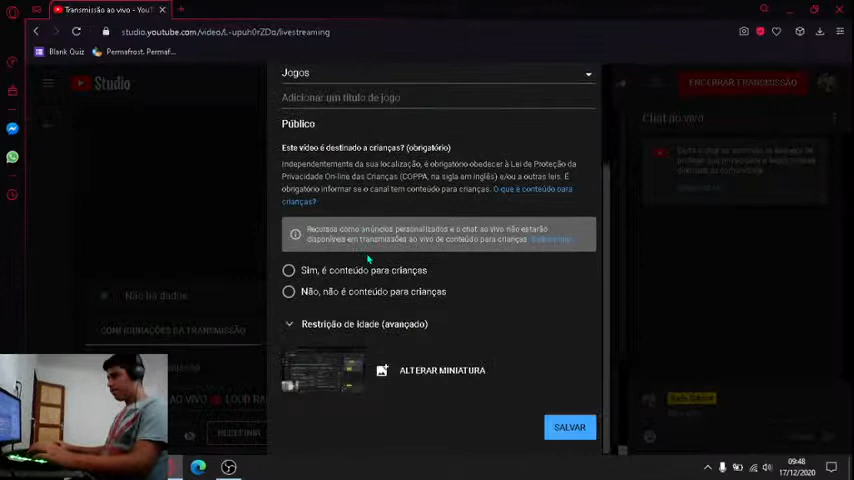 Transmissão ao vivo - YouT
studio.youtube.com/video/L-upuh0rZDo/livestreaming
Blank Quiz
Permafrost, Permaf...
Studio
Jogos
ENCERRAR TRANSMISSÃO
Adicionar um título de jogo
Chat ao vivo
Público
Este vídeo é destinado a crianças? (obrigatório)
Independentemente da sua localização, é obrigatório obedecer à Lei de Proteção da
Privacidade On-line das Crianças (COPPA, na sigla em inglês) e/ou a outras leis. É
obrigatório informar se o canal tem conteúdo para crianças. O que é conteúdo para
crianças?
Recursos como anúncios personalizados e o chat ao vivo não estarão
disponíveis em transmissões ao vivo de conteúdo para crianças.
Sim, é conteúdo para crianças
Não há dados
Não, não é conteúdo para crianças
Restrição de idade (avançado)
CONFIGURAÇÕES DA TRANSMISSÃO
ALTERAR MINIATURA
SALVAR
09:48
17/12/2020